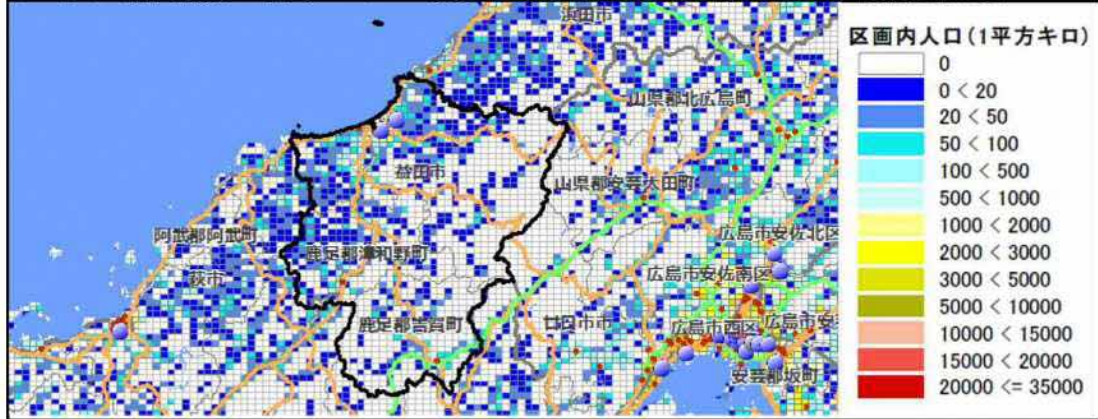 浜田市
山県郡北広島町
益田市
山県郡安芸太田町
阿武郡阿武町
広島市安佐北区
鹿足郡津和野町
広島市安佐南区
萩市
鹿足郡吉賀町
廿日市市
広島市西区
広島市安芸
安芸郡坂町
区画内人口(1平方キロ)
0
0 < 20
20 < 50
50 < 100
100 < 500
500 < 1000
1000 < 2000
2000 < 3000
3000 < 5000
5000 < 10000
10000 < 15000
15000 < 20000
20000 <= 35000